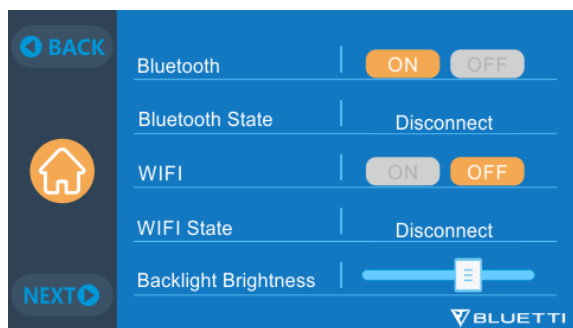 BACK
Bluetooth ON OFF
Bluetooth State Disconnect
WIFI ON OFF
WIFI State Disconnect
Backlight Brightness
NEXT
BLUETTI